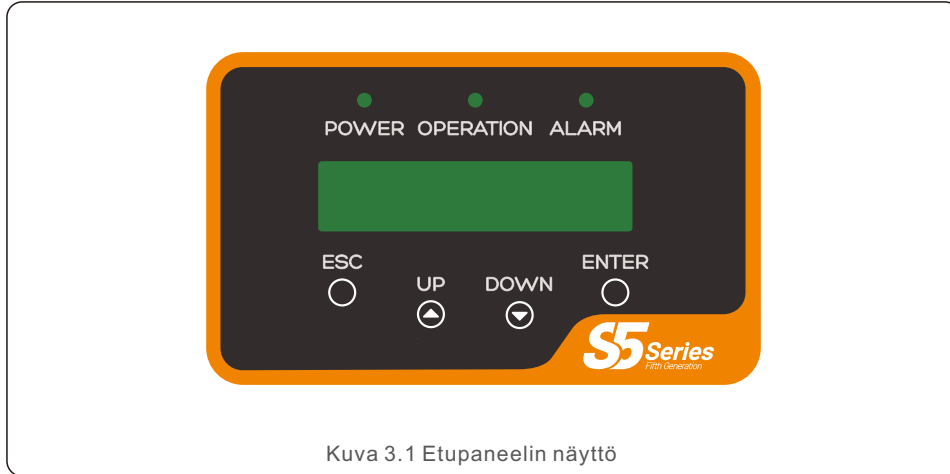 POWER OPERATION ALARM
ESC UP DOWN ENTER
S5 Series
Fifth Generation
Kuva 3.1 Etupaneelin näyttö